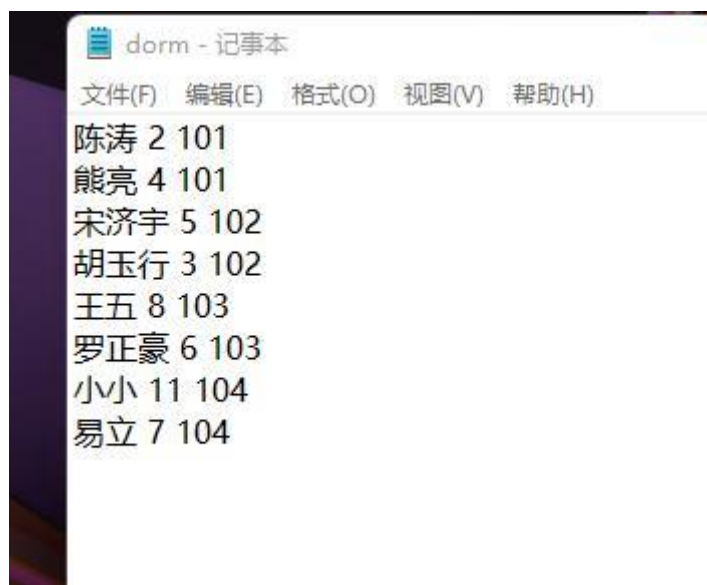 dorm - 记事本
文件(F) 编辑(E) 格式(O) 视图(V) 帮助(H)
陈涛 2 101
熊亮 4 101
宋济宇 5 102
胡玉行 3 102
王五 8 103
罗正豪 6 103
小小 11 104
易立 7 104